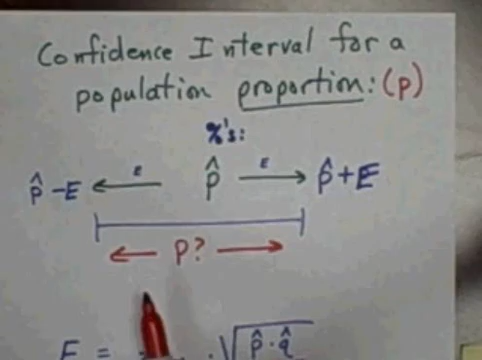 Confidence Interval for a
population proportion: (p)
%'s:
p̂ - E ← E p̂ E → p̂ + E
← p? →
E = · √ p̂ · q̂